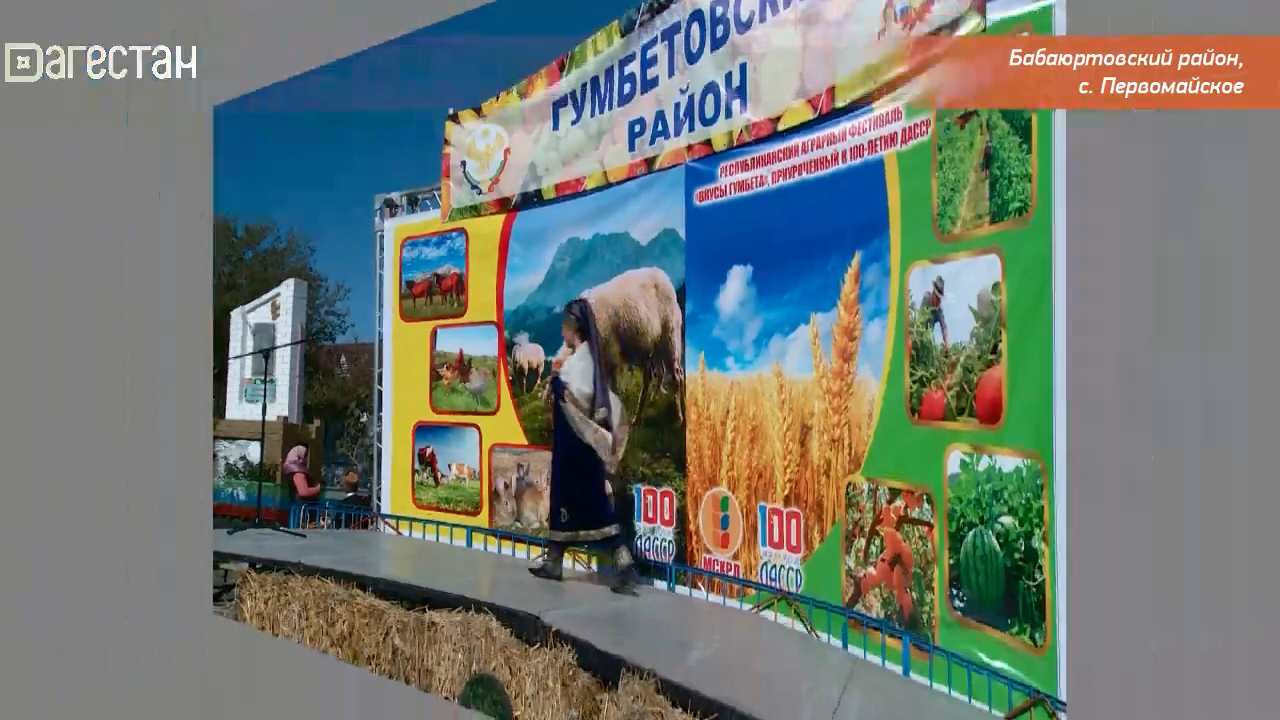 Дагестан
Бабаюртовский район,
с. Первомайское
ГУМБЕТОВСКИ
РАЙОН
РЕСПУБЛИКАНСКИЙ АГРАРНЫЙ ФЕСТИВАЛЬ
«ВКУСЫ ГУМБЕТА», ПРИУРОЧЕННЫЙ К 100-ЛЕТИЮ ДАССР
100
ДАССР
МСХРД
100
ДАССР